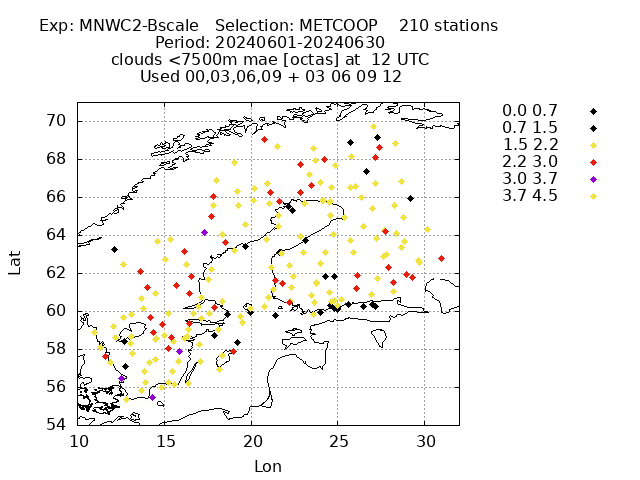 Exp: MNWC2-Bscale   Selection: METCOOP    210 stations
Period: 20240601-20240630
clouds <7500m mae [octas] at  12 UTC
Used 00,03,06,09 + 03 06 09 12
0.0 0.7
0.7 1.5
1.5 2.2
2.2 3.0
3.0 3.7
3.7 4.5
70
68
66
64
62
60
58
56
54
Lat
10 15 20 25 30
Lon